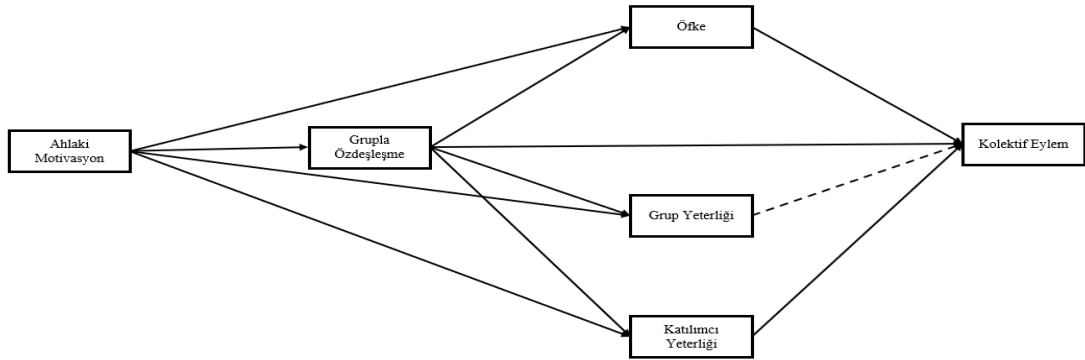 Öfke
Ahlaki
Motivasyon
Grupla
Özdeşleşme
Kolektif Eylem
Grup Yeterliği
Katılımcı
Yeterliği